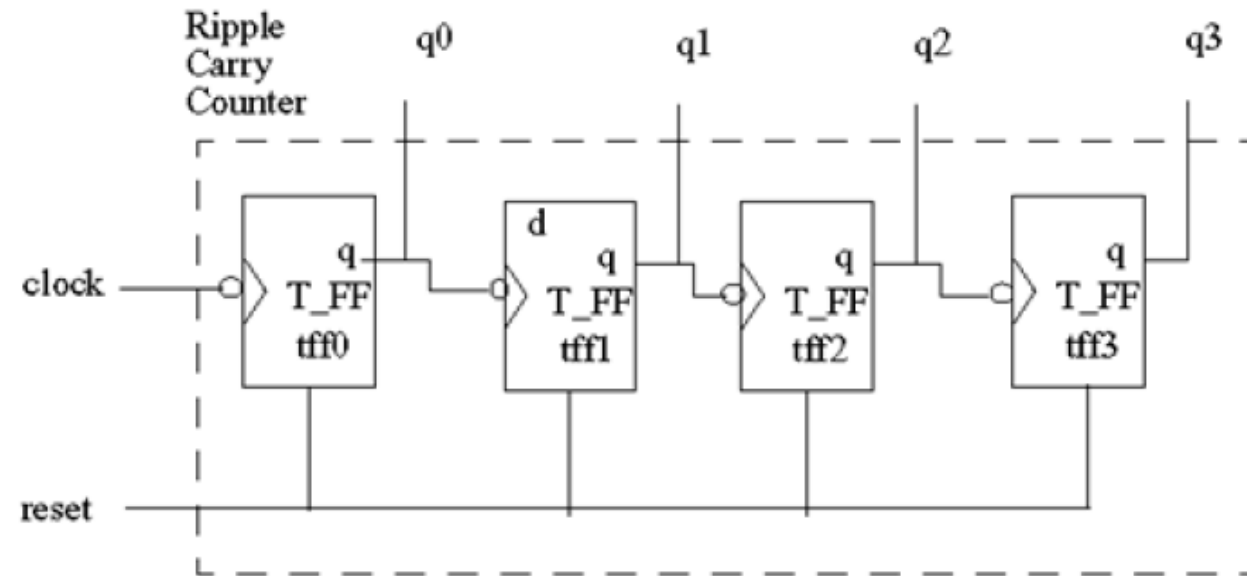 Ripple
Carry
Counter
q0
q1
q2
q3
clock
q
T_FF
tff0
d
q
T_FF
tff1
q
T_FF
tff2
q
T_FF
tff3
reset